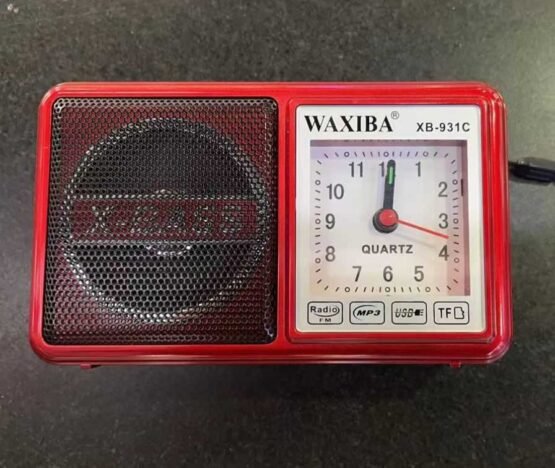 WAXIBA®
XB-931C
11 12 1
10 2
9 3
QUARTZ
8 4
7 6 5
Radio FM
MP3
USB
TF